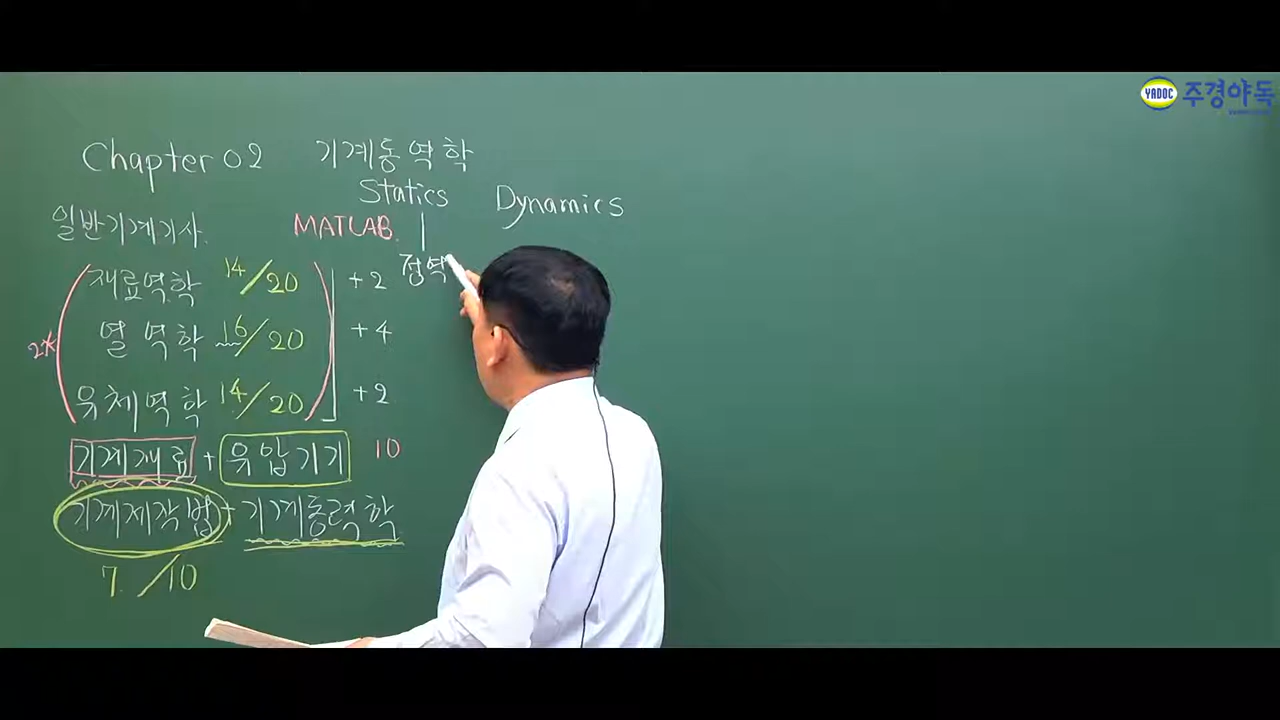 YADOC 주경야독
Chapter 02 기계동역학
Statics Dynamics
일반기계기사. MATLAB.
정역
재료역학 14/20 +2
2* 열역학 16/20 +4
유체역학 14/20 +2
기계재료 + 유압기기 10
기계제작법 + 기계동력학
7. /10